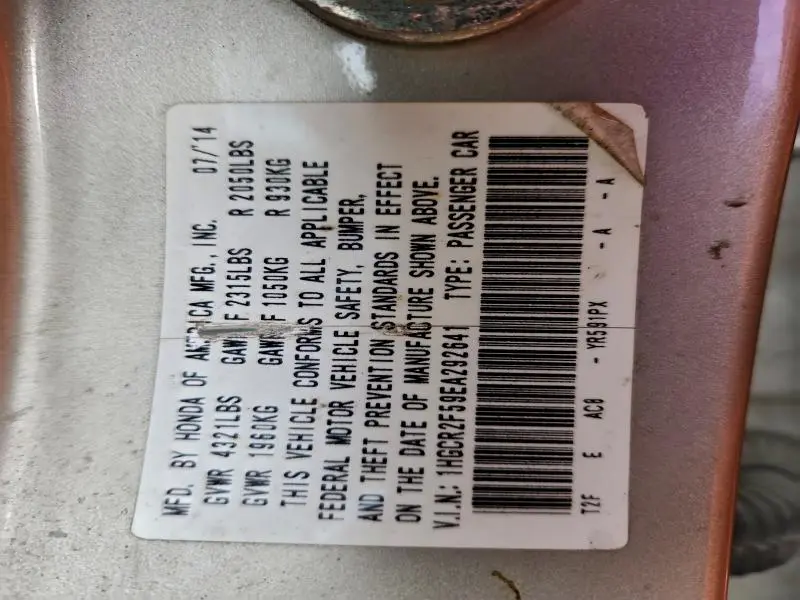 MFD. BY HONDA OF AMERICA MFG., INC. 07/'14
GVWR 4321LBS GAWR F 2315LBS R 2050LBS
GVWR 1960KG GAWR F 1050KG R 930KG
THIS VEHICLE CONFORMS TO ALL APPLICABLE
FEDERAL MOTOR VEHICLE SAFETY, BUMPER,
AND THEFT PREVENTION STANDARDS IN EFFECT
ON THE DATE OF MANUFACTURE SHOWN ABOVE.
V.I.N.: 1HGCR2F59EA292641 TYPE: PASSENGER CAR
T2F E AC8 - YR591PX - A - A